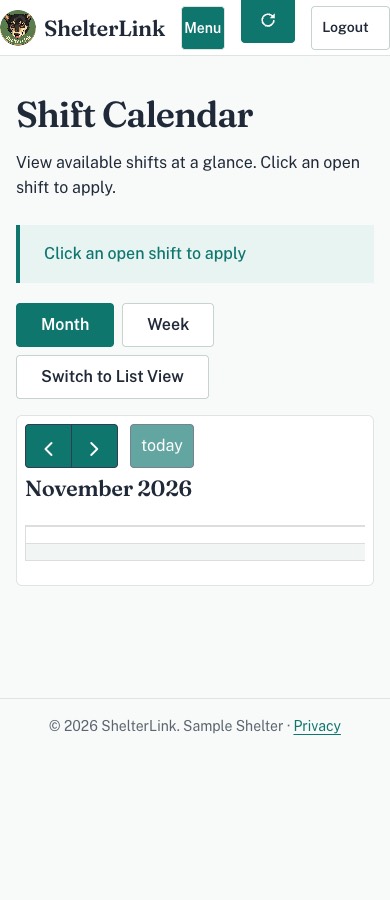 ShelterLink
Menu
Logout
Shift Calendar
View available shifts at a glance. Click an open
shift to apply.
Click an open shift to apply
Month
Week
Switch to List View
today
November 2026
© 2026 ShelterLink. Sample Shelter · Privacy